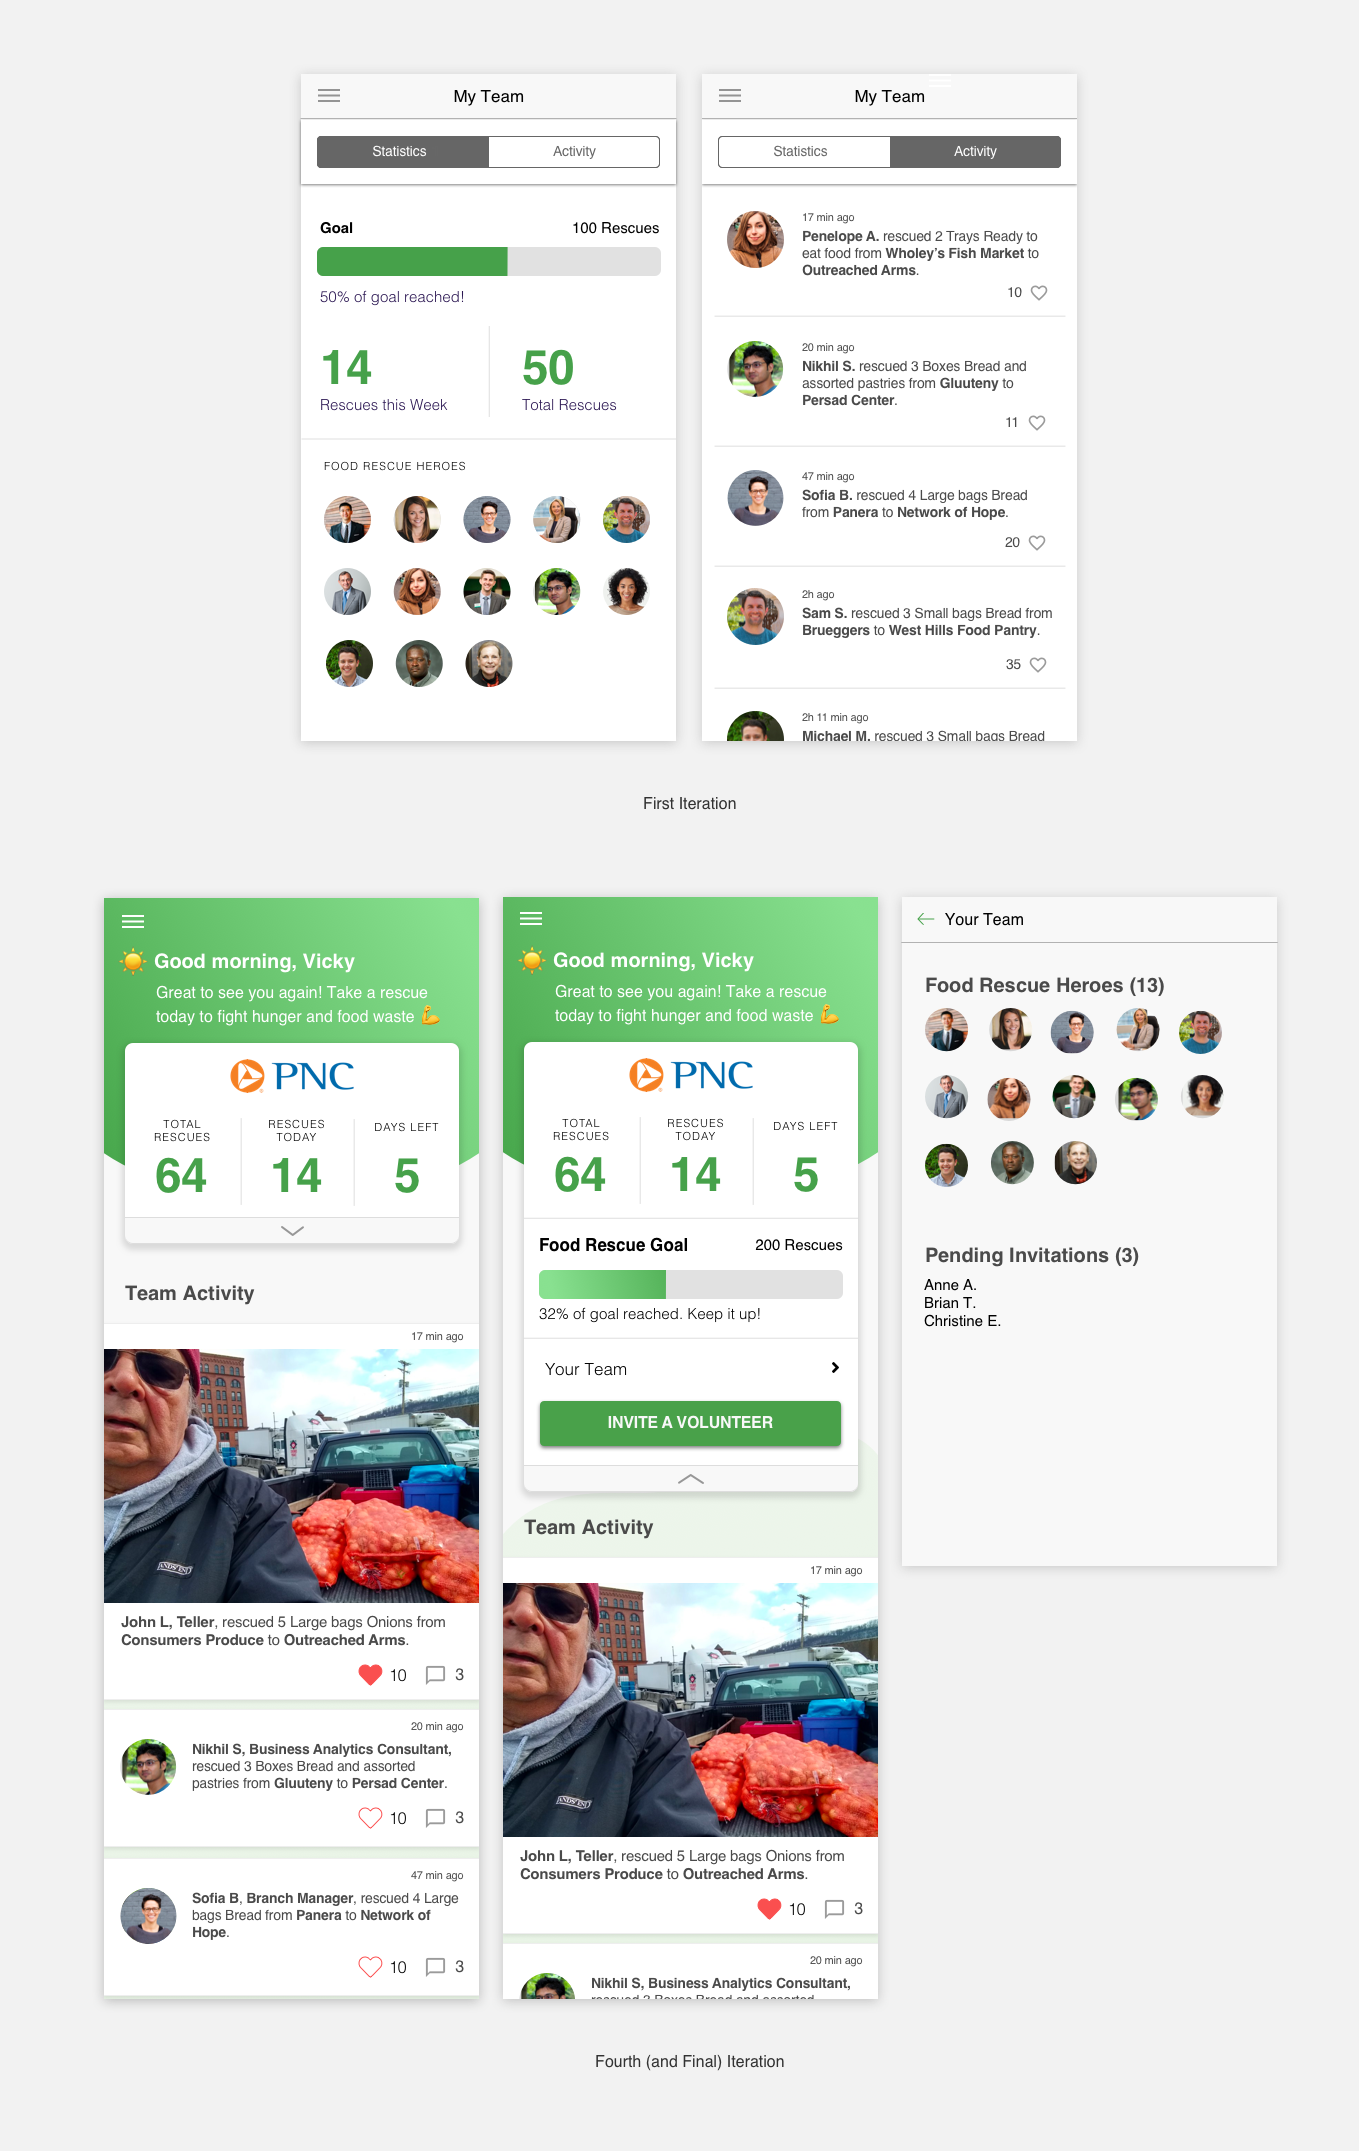 My Team
Statistics
Activity
Goal
100 Rescues
50% of goal reached!
14
50
Rescues this Week
Total Rescues
FOOD RESCUE HEROES
My Team
Statistics
Activity
17 min ago
Penelope A. rescued 2 Trays Ready to
eat food from Wholey's Fish Market to
Outreached Arms.
10
20 min ago
Nikhil S. rescued 3 Boxes Bread and
assorted pastries from Gluuteny to
Persad Center.
11
47 min ago
Sofia B. rescued 4 Large bags Bread
from Panera to Network of Hope.
20
2h ago
Sam S. rescued 3 Small bags Bread from
Brueggers to West Hills Food Pantry.
35
2h 11 min ago
Michael M. rescued 3 Small bags Bread
First Iteration
Good morning, Vicky
Great to see you again! Take a rescue
today to fight hunger and food waste
PNC
TOTAL
RESCUES
64
RESCUES
TODAY
14
DAYS LEFT
5
Team Activity
17 min ago
John L, Teller, rescued 5 Large bags Onions from
Consumers Produce to Outreached Arms.
10
3
20 min ago
Nikhil S, Business Analytics Consultant,
rescued 3 Boxes Bread and assorted
pastries from Gluuteny to Persad Center.
10
3
47 min ago
Sofia B, Branch Manager, rescued 4 Large
bags Bread from Panera to Network of
Hope.
10
3
Good morning, Vicky
Great to see you again! Take a rescue
today to fight hunger and food waste
PNC
TOTAL
RESCUES
64
RESCUES
TODAY
14
DAYS LEFT
5
Food Rescue Goal
200 Rescues
32% of goal reached. Keep it up!
Your Team
INVITE A VOLUNTEER
Team Activity
17 min ago
John L, Teller, rescued 5 Large bags Onions from
Consumers Produce to Outreached Arms.
10
3
20 min ago
Nikhil S, Business Analytics Consultant,
rescued 3 Boxes Bread and assorted
Your Team
Food Rescue Heroes (13)
Pending Invitations (3)
Anne A.
Brian T.
Christine E.
Fourth (and Final) Iteration